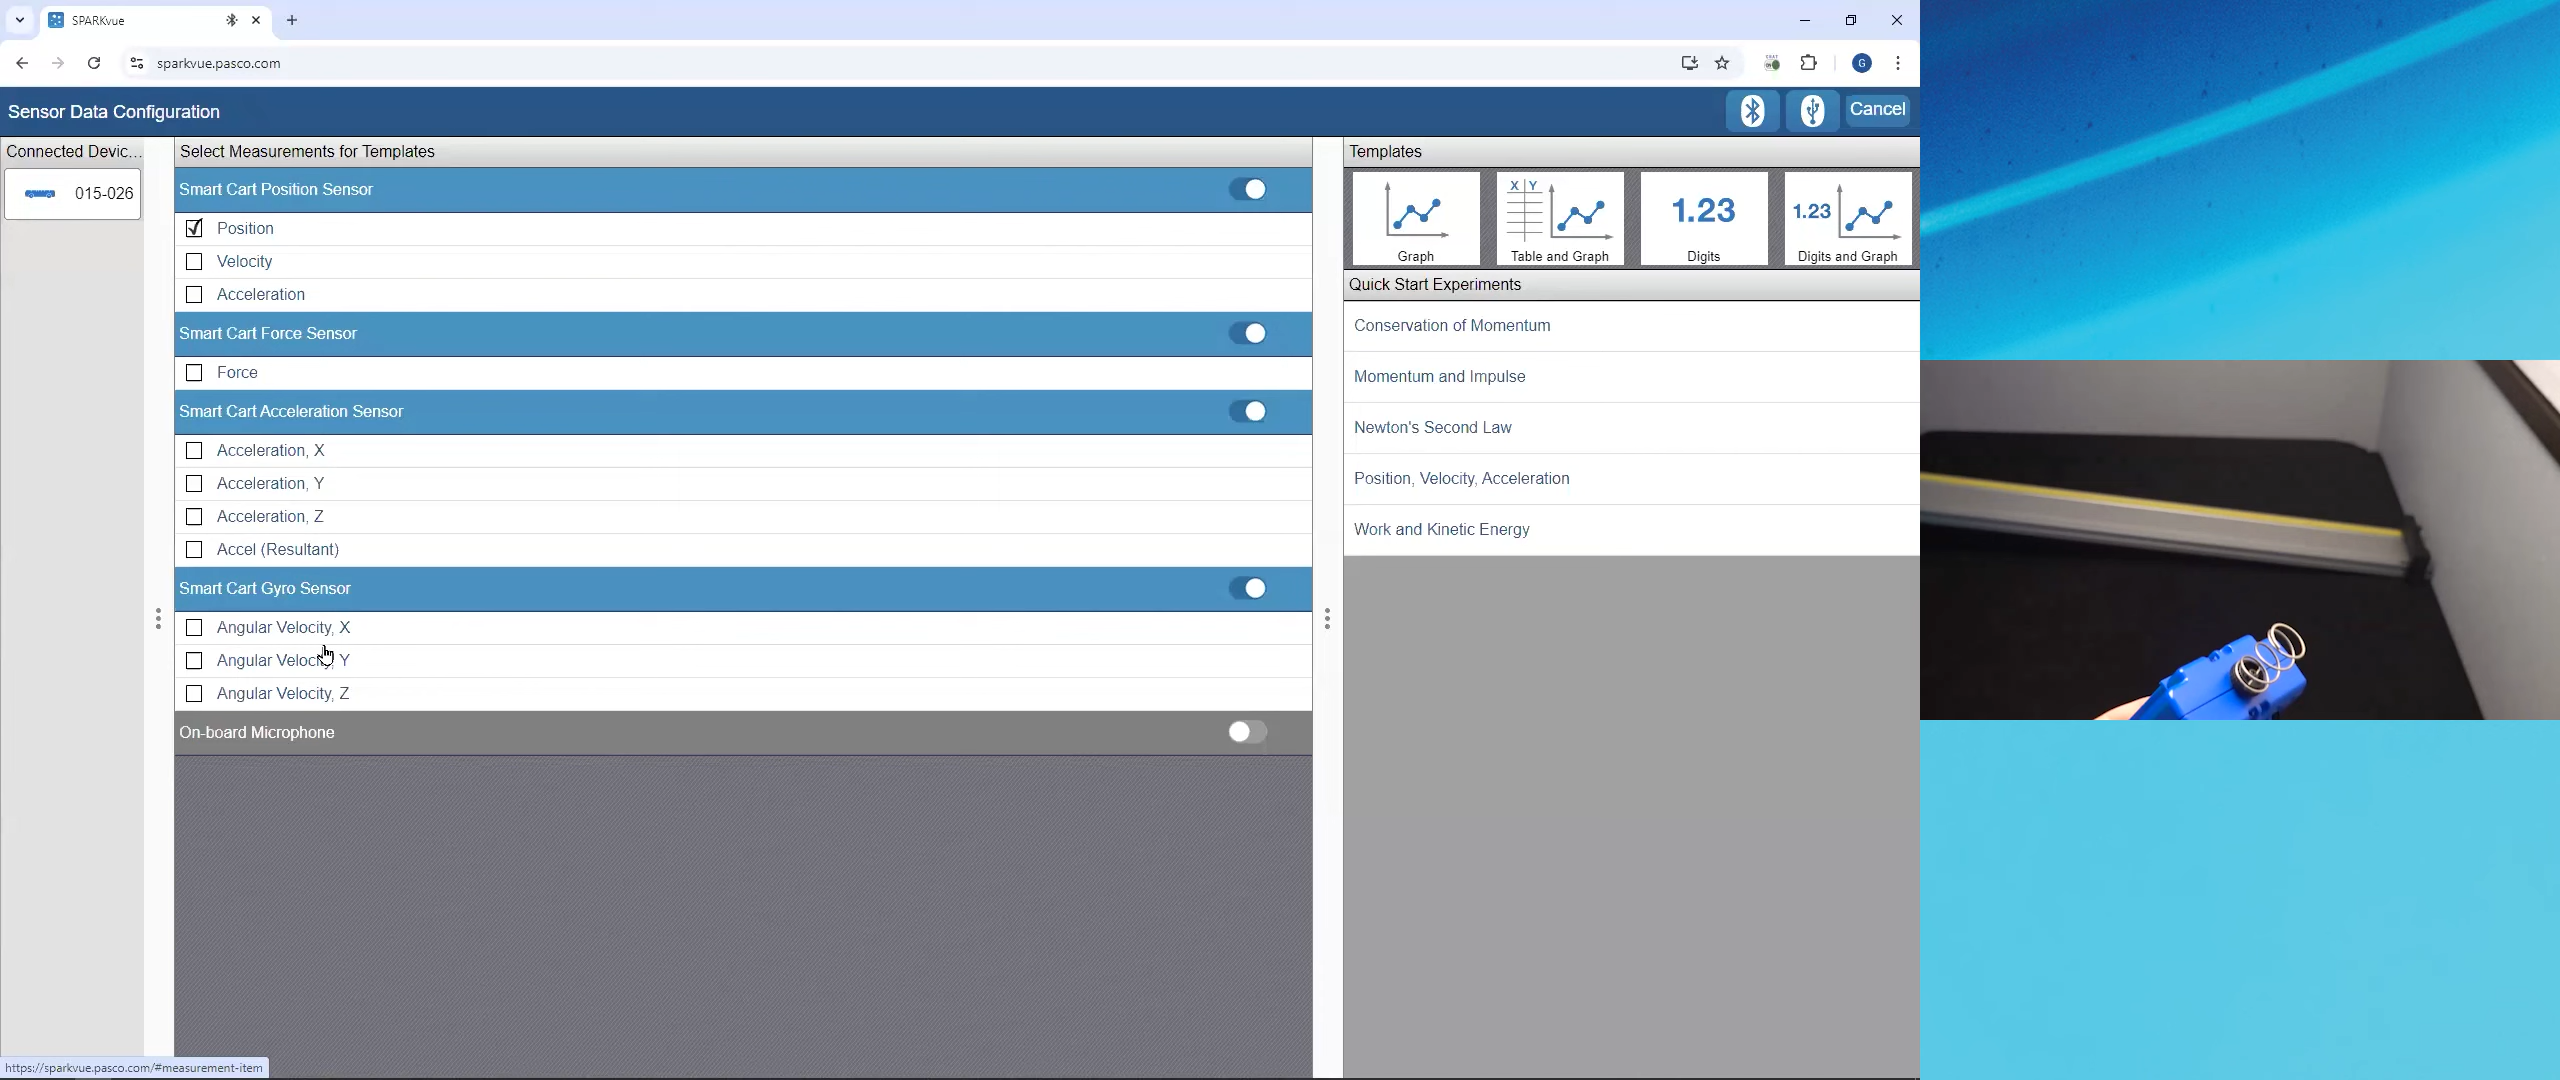 SPARKvue
sparkvue.pasco.com
G
Sensor Data Configuration
Cancel
Connected Devic...
015-026
Select Measurements for Templates
Smart Cart Position Sensor
Position
Velocity
Acceleration
Smart Cart Force Sensor
Force
Smart Cart Acceleration Sensor
Acceleration, X
Acceleration, Y
Acceleration, Z
Accel (Resultant)
Smart Cart Gyro Sensor
Angular Velocity, X
Angular Velocity, Y
Angular Velocity, Z
On-board Microphone
Templates
Graph
X Y
Table and Graph
1.23
Digits
1.23
Digits and Graph
Quick Start Experiments
Conservation of Momentum
Momentum and Impulse
Newton's Second Law
Position, Velocity, Acceleration
Work and Kinetic Energy
https://sparkvue.pasco.com/#measurement-item